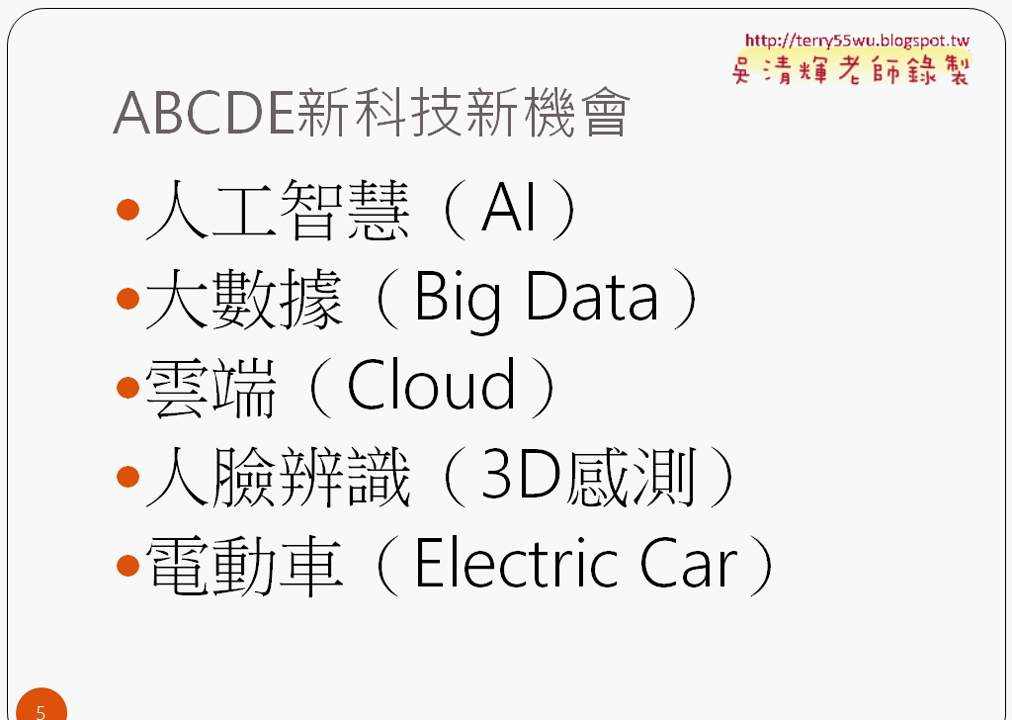 http://terry55wu.blogspot.tw
吳清輝老師錄製
ABCDE新科技新機會
•人工智慧（AI）
•大數據（Big Data）
•雲端（Cloud）
•人臉辨識（3D感測）
•電動車（Electric Car）
5